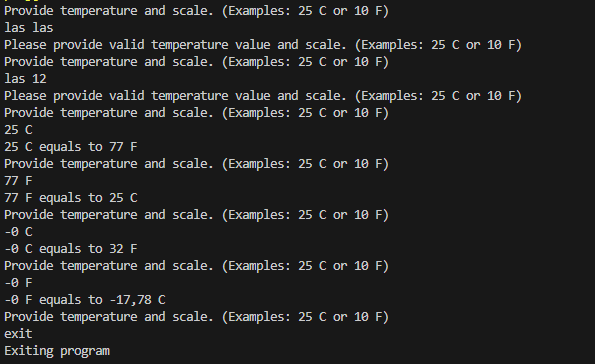 Provide temperature and scale. (Examples: 25 C or 10 F)
las las
Please provide valid temperature value and scale. (Examples: 25 C or 10 F)
Provide temperature and scale. (Examples: 25 C or 10 F)
las 12
Please provide valid temperature value and scale. (Examples: 25 C or 10 F)
Provide temperature and scale. (Examples: 25 C or 10 F)
25 C
25 C equals to 77 F
Provide temperature and scale. (Examples: 25 C or 10 F)
77 F
77 F equals to 25 C
Provide temperature and scale. (Examples: 25 C or 10 F)
-0 C
-0 C equals to 32 F
Provide temperature and scale. (Examples: 25 C or 10 F)
-0 F
-0 F equals to -17,78 C
Provide temperature and scale. (Examples: 25 C or 10 F)
exit
Exiting program